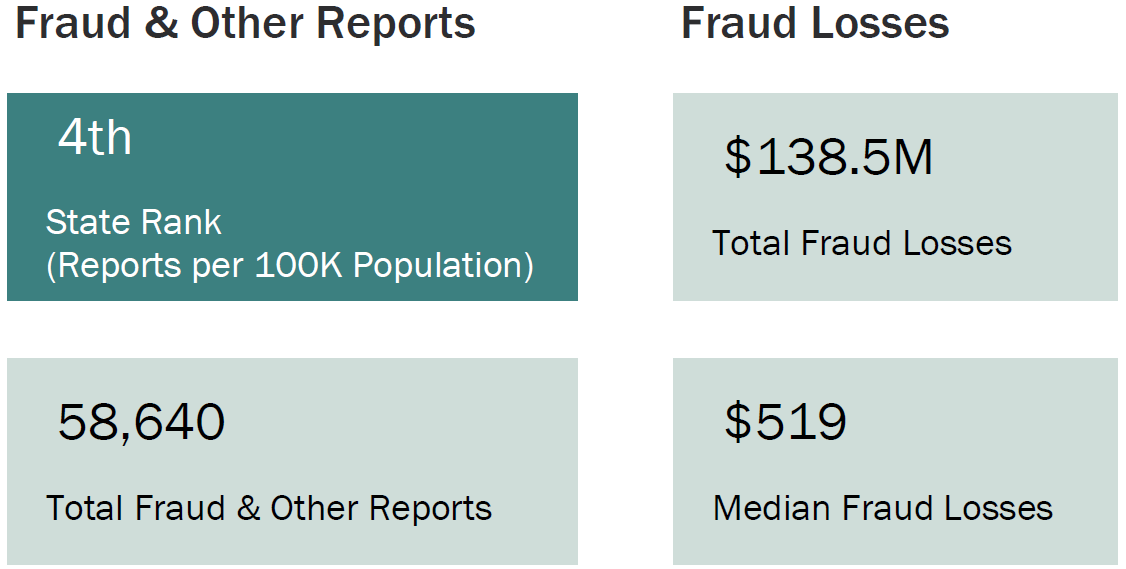 Fraud & Other Reports
4th
State Rank
(Reports per 100K Population)
58,640
Total Fraud & Other Reports
Fraud Losses
$138.5M
Total Fraud Losses
$519
Median Fraud Losses